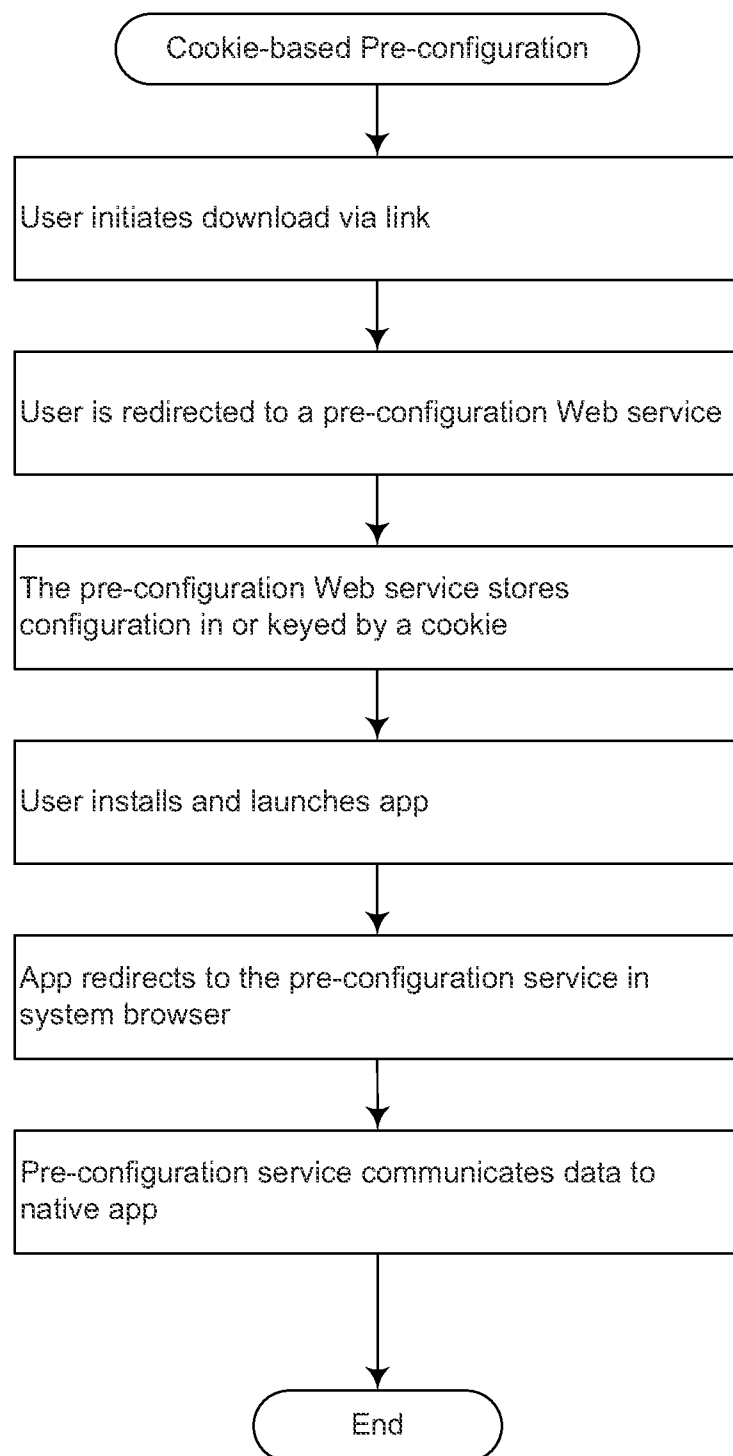 Cookie-based Pre-configuration
User initiates download via link
User is redirected to a pre-configuration Web service
The pre-configuration Web service stores
configuration in or keyed by a cookie
User installs and launches app
App redirects to the pre-configuration service in
system browser
Pre-configuration service communicates data to
native app
End